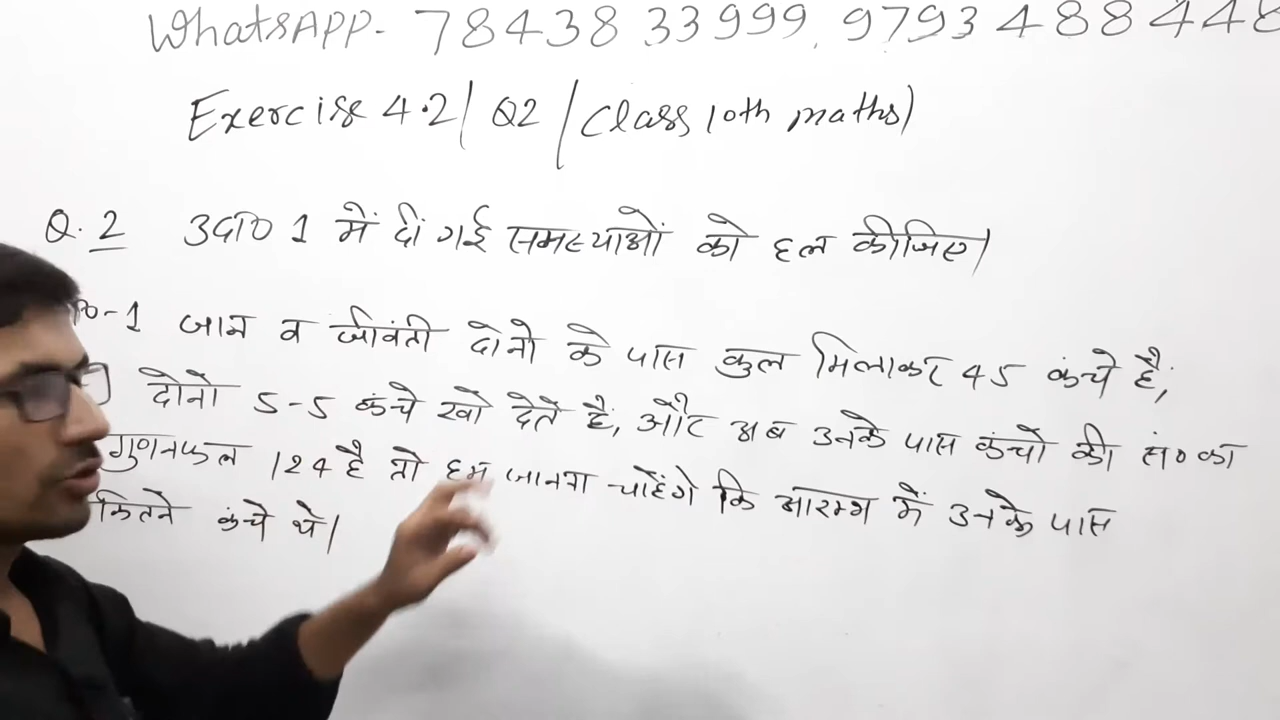 WhatsAPP- 78438 33999, 9793 488448
Exercise 4.2 / Q2 / (Class 10th maths)
Q. 2 उदा० 1 में दी गई समस्याओं को हल कीजिए।
-1 जान व जीवंती दोनो के पास कुल मिलाकर 45 कंचे है,
दोनो 5-5 कंचे खो देते है, और अब उनके पास कंचो की सं० का
गुणनफल 124 है तो हम जानना चाहेंगे कि आरम्भ में उनके पास
कितने कंचे थे।